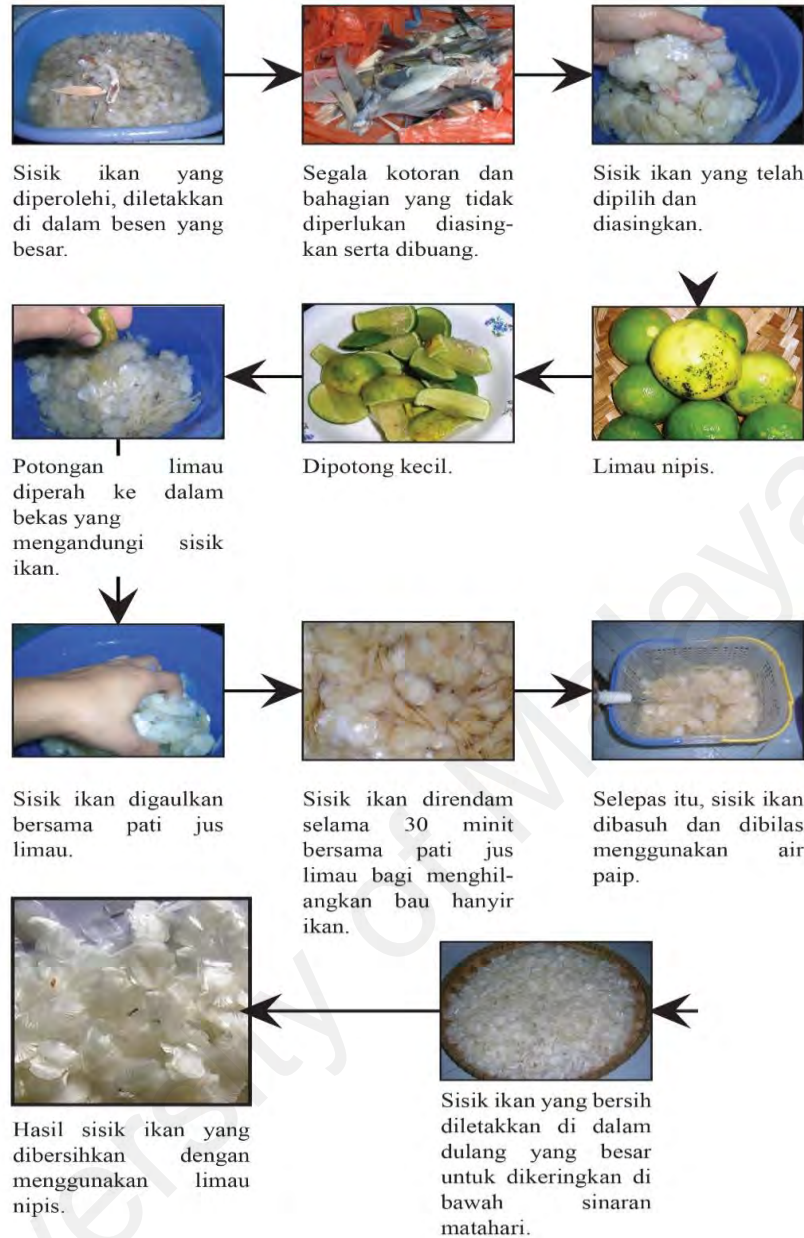 Sisik ikan yang
diperolehi, diletakkan
di dalam besen yang
besar.
Segala kotoran dan
bahagian yang tidak
diperlukan diasing-
kan serta dibuang.
Sisik ikan yang telah
dipilih dan
diasingkan.
Limau nipis.
Dipotong kecil.
Potongan limau
diperah ke dalam
bekas yang
mengandungi sisik
ikan.
Sisik ikan digaulkan
bersama pati jus
limau.
Sisik ikan direndam
selama 30 minit
bersama pati jus
limau bagi menghil-
angkan bau hanyir
ikan.
Selepas itu, sisik ikan
dibasuh dan dibilas
menggunakan air
paip.
Sisik ikan yang bersih
diletakkan di dalam
dulang yang besar
untuk dikeringkan di
bawah sinaran
matahari.
Hasil sisik ikan yang
dibersihkan dengan
menggunakan limau
nipis.